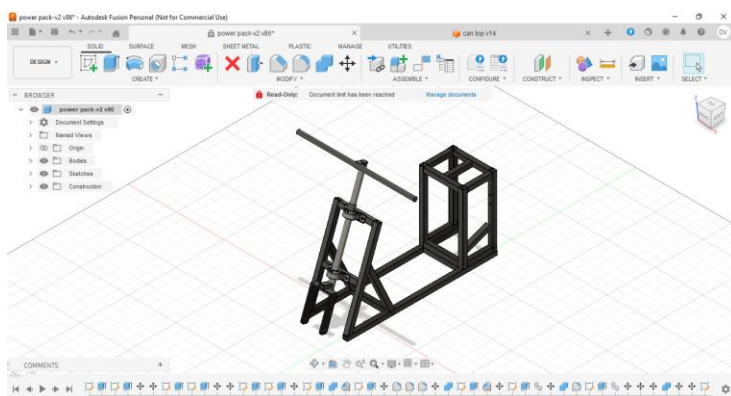 power pack-v2 v86* - Autodesk Fusion Personal (Not for Commercial Use)
power pack-v2 v86*
can top v14
OV
DESIGN
SOLID
SURFACE
MESH
SHEET METAL
PLASTIC
MANAGE
UTILITIES
CREATE
MODIFY
ASSEMBLE
CONFIGURE
CONSTRUCT
INSPECT
INSERT
SELECT
BROWSER
Read-Only: Document limit has been reached Manage documents
power pack-v2 v86
Document Settings
Named Views
Origin
Bodies
Sketches
Construction
COMMENTS